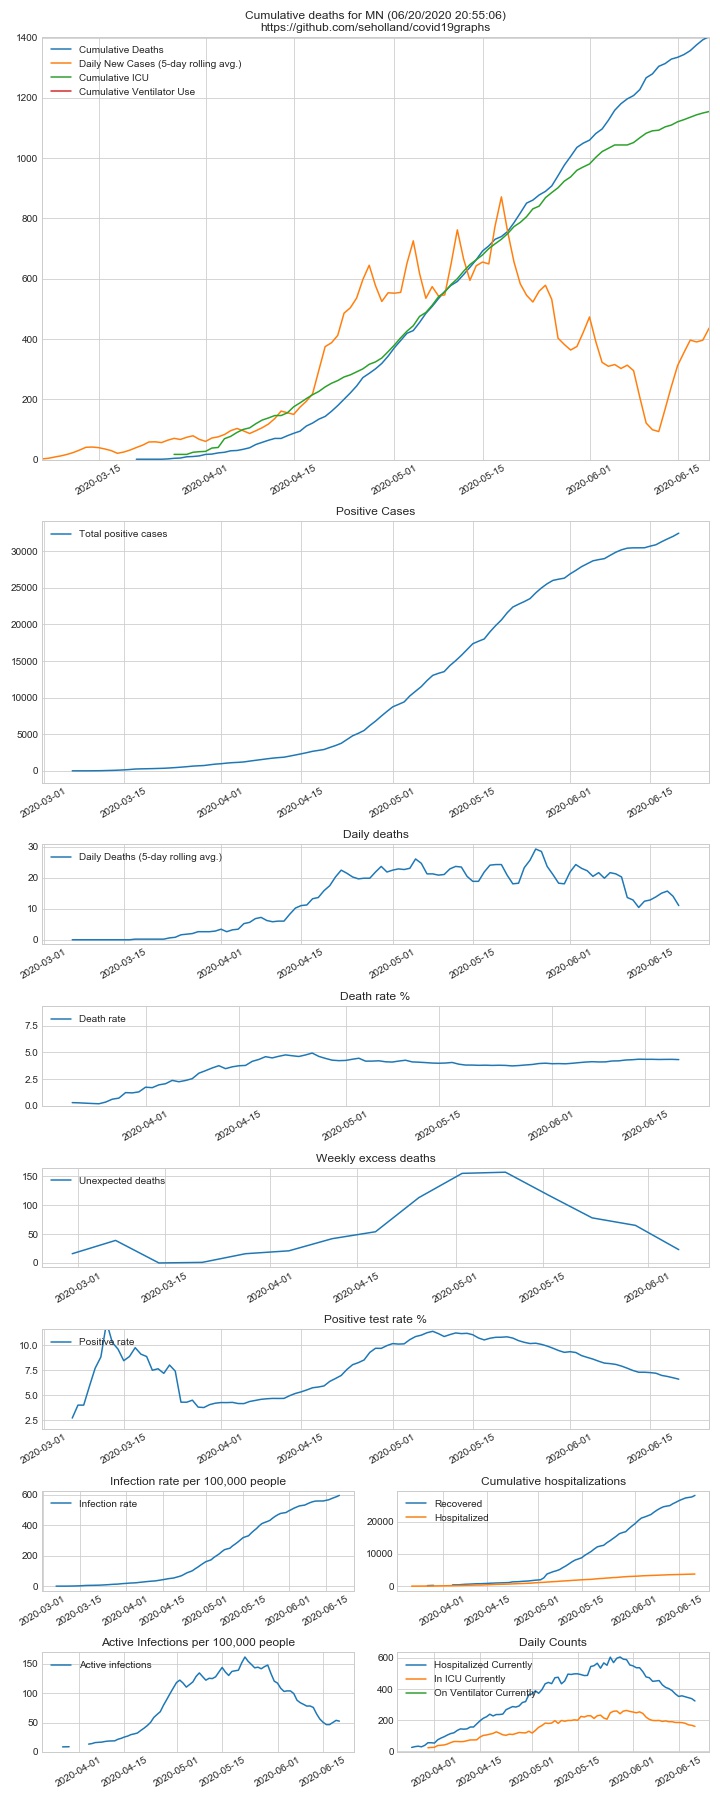 Cumulative deaths for MN (06/20/2020 20:55:06)
https://github.com/seholland/covid19graphs
Cumulative Deaths
Daily New Cases (5-day rolling avg.)
Cumulative ICU
Cumulative Ventilator Use
1400
1200
1000
800
600
400
200
0
2020-03-15 2020-04-01 2020-04-15 2020-05-01 2020-05-15 2020-06-01 2020-06-15
Positive Cases
Total positive cases
30000
25000
20000
15000
10000
5000
0
2020-03-01 2020-03-15 2020-04-01 2020-04-15 2020-05-01 2020-05-15 2020-06-01 2020-06-15
Daily deaths
Daily Deaths (5-day rolling avg.)
30
20
10
0
2020-03-01 2020-03-15 2020-04-01 2020-04-15 2020-05-01 2020-05-15 2020-06-01 2020-06-15
Death rate %
Death rate
7.5
5.0
2.5
0.0
2020-04-01 2020-04-15 2020-05-01 2020-05-15 2020-06-01 2020-06-15
Weekly excess deaths
Unexpected deaths
150
100
50
0
2020-03-01 2020-03-15 2020-04-01 2020-04-15 2020-05-01 2020-05-15 2020-06-01
Positive test rate %
Positive rate
10.0
7.5
5.0
2.5
2020-03-01 2020-03-15 2020-04-01 2020-04-15 2020-05-01 2020-05-15 2020-06-01 2020-06-15
Infection rate per 100,000 people
Infection rate
600
400
200
0
2020-03-01 2020-03-15 2020-04-01 2020-04-15 2020-05-01 2020-05-15 2020-06-01 2020-06-15
Cumulative hospitalizations
Recovered
Hospitalized
20000
10000
0
2020-04-01 2020-04-15 2020-05-01 2020-05-15 2020-06-01 2020-06-15
Active Infections per 100,000 people
Active infections
150
100
50
0
2020-04-01 2020-04-15 2020-05-01 2020-05-15 2020-06-01 2020-06-15
Daily Counts
Hospitalized Currently
In ICU Currently
On Ventilator Currently
600
400
200
0
2020-04-01 2020-04-15 2020-05-01 2020-05-15 2020-06-01 2020-06-15